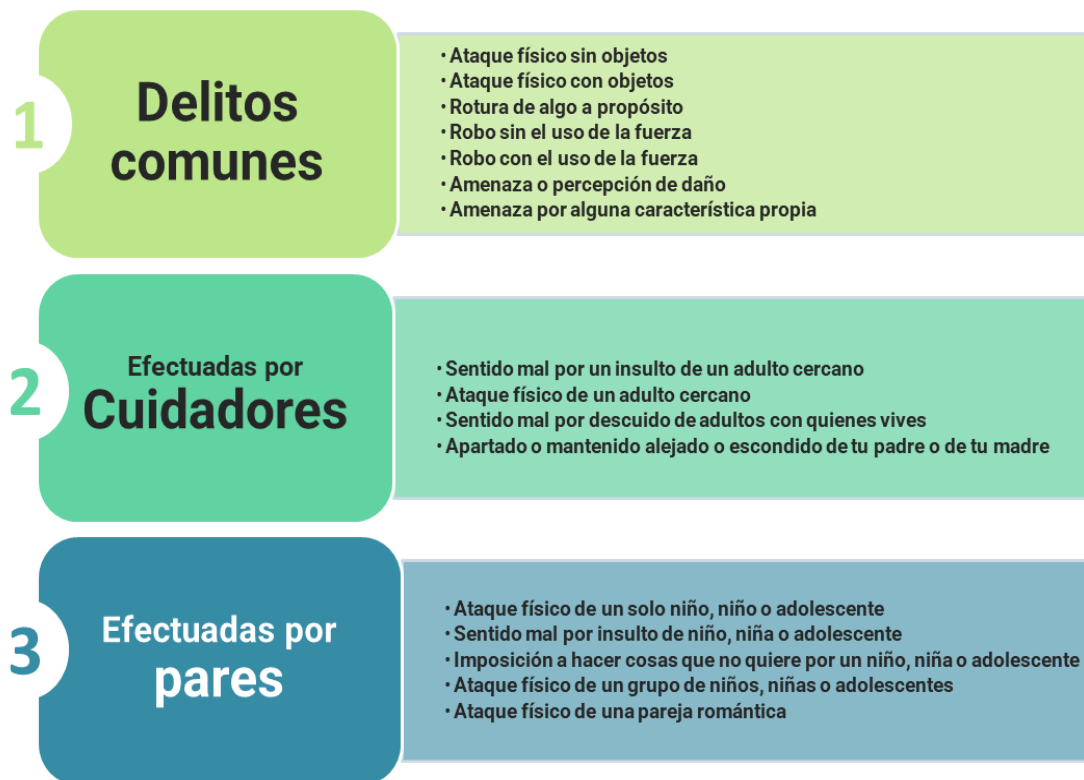 1
Delitos
comunes
· Ataque físico sin objetos
· Ataque físico con objetos
· Rotura de algo a propósito
· Robo sin el uso de la fuerza
· Robo con el uso de la fuerza
· Amenaza o percepción de daño
· Amenaza por alguna característica propia
2
Efectuadas por
Cuidadores
· Sentido mal por un insulto de un adulto cercano
· Ataque físico de un adulto cercano
· Sentido mal por descuido de adultos con quienes vives
· Apartado o mantenido alejado o escondido de tu padre o de tu madre
3
Efectuadas por
pares
· Ataque físico de un solo niño, niño o adolescente
· Sentido mal por insulto de niño, niña o adolescente
· Imposición a hacer cosas que no quiere por un niño, niña o adolescente
· Ataque físico de un grupo de niños, niñas o adolescentes
· Ataque físico de una pareja romántica